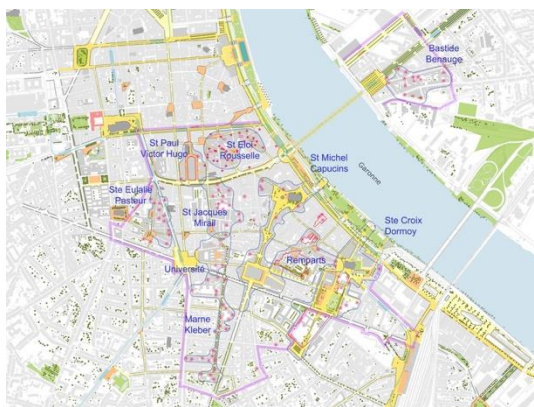 Bastide
Benauge
St Paul
Victor Hugo
St Eloi
Rousselle
St Michel
Capucins
Garonne
Ste Eulalie
Pasteur
St Jacques
Mirail
Ste Croix
Dormoy
Université
Remparts
Marne
Kleber